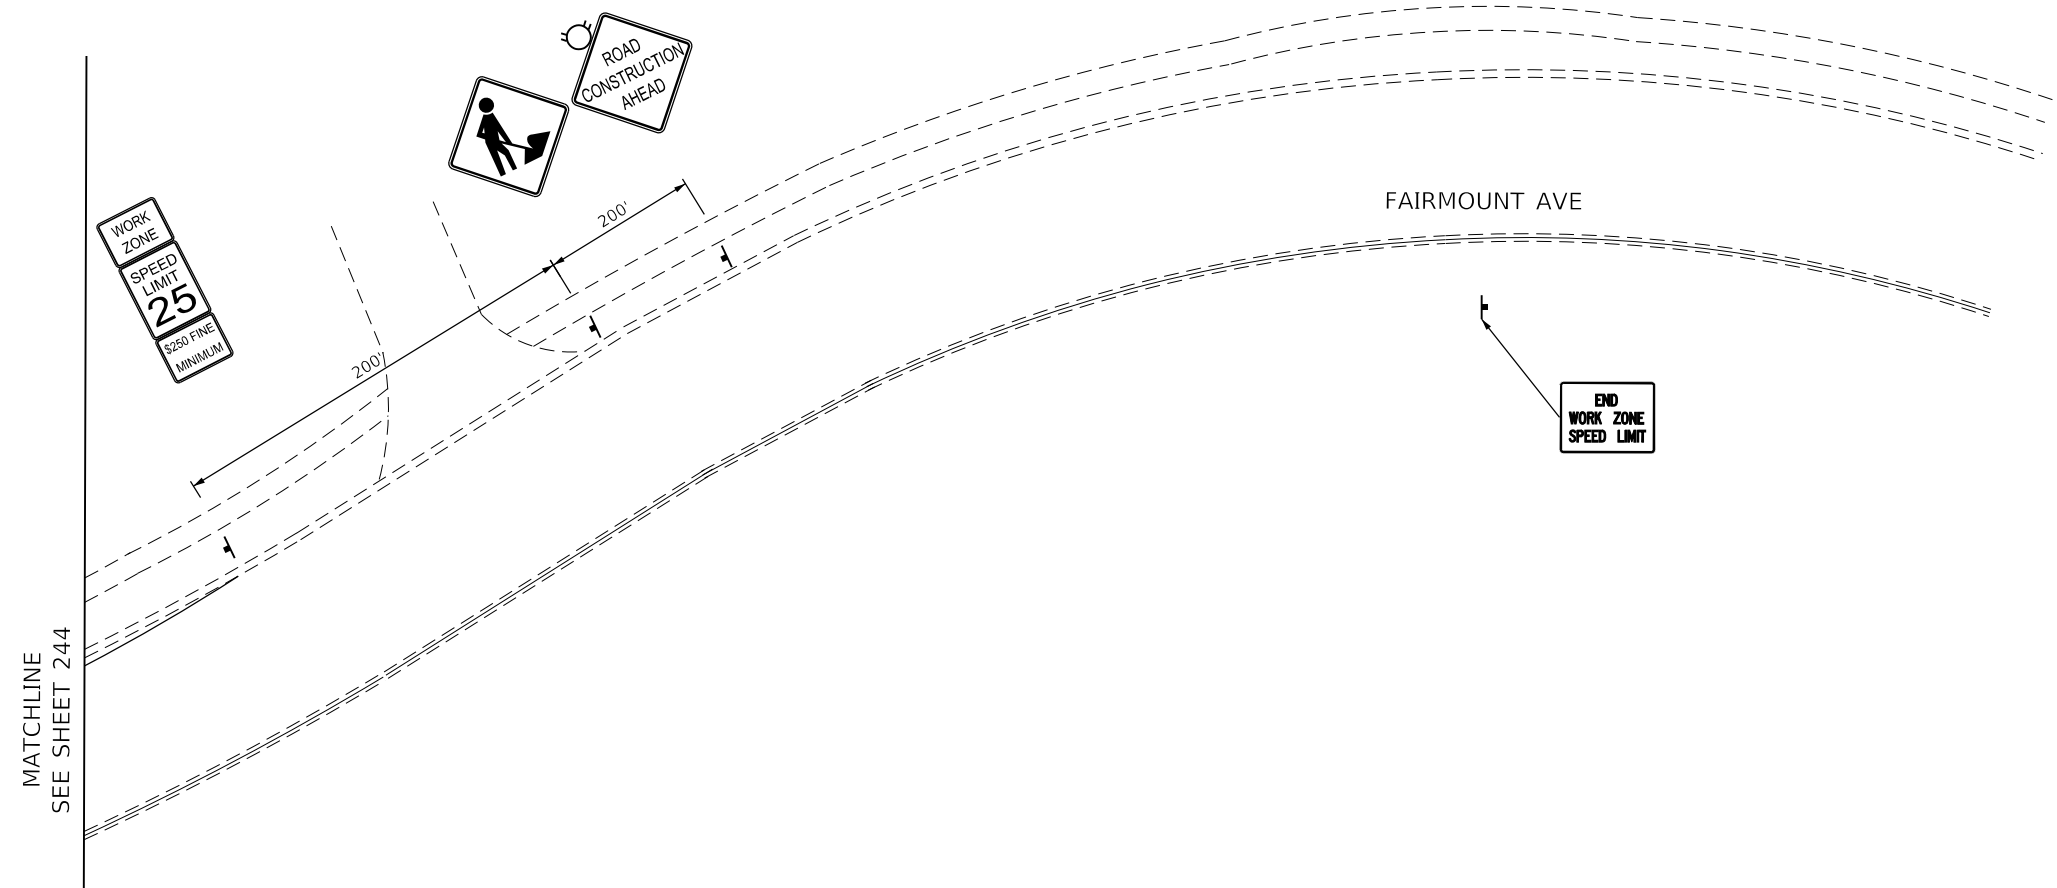 ROAD
CONSTRUCTION
AHEAD
WORK
ZONE
SPEED
LIMIT
25
$250 FINE
MINIMUM
200'
200'
FAIRMOUNT AVE
END
WORK ZONE
SPEED LIMIT
MATCHLINE
SEE SHEET 244